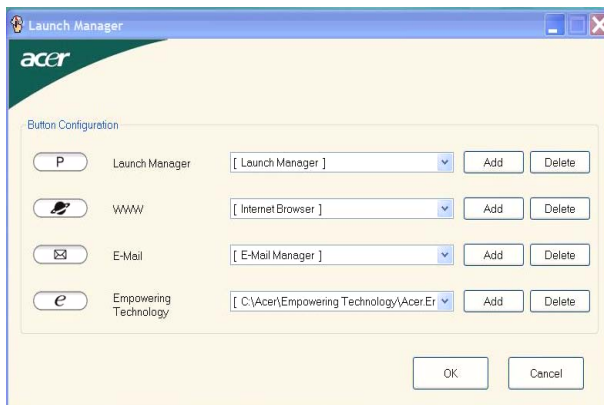 Launch Manager
acer
Button Configuration
P Launch Manager [ Launch Manager ] Add Delete
WWW [ Internet Browser ] Add Delete
E-Mail [ E-Mail Manager ] Add Delete
e Empowering Technology [ C:\Acer\Empowering Technology\Acer.Er Add Delete
OK Cancel